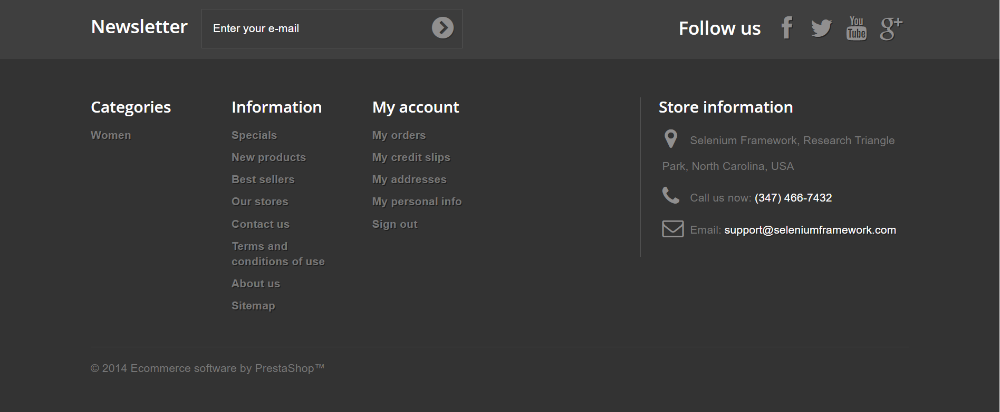 Newsletter
Enter your e-mail
Follow us
You
Tube
g+
Categories
Women
Information
Specials
New products
Best sellers
Our stores
Contact us
Terms and
conditions of use
About us
Sitemap
My account
My orders
My credit slips
My addresses
My personal info
Sign out
Store information
Selenium Framework, Research Triangle
Park, North Carolina, USA
Call us now: (347) 466-7432
Email: support@seleniumframework.com
© 2014 Ecommerce software by PrestaShop™